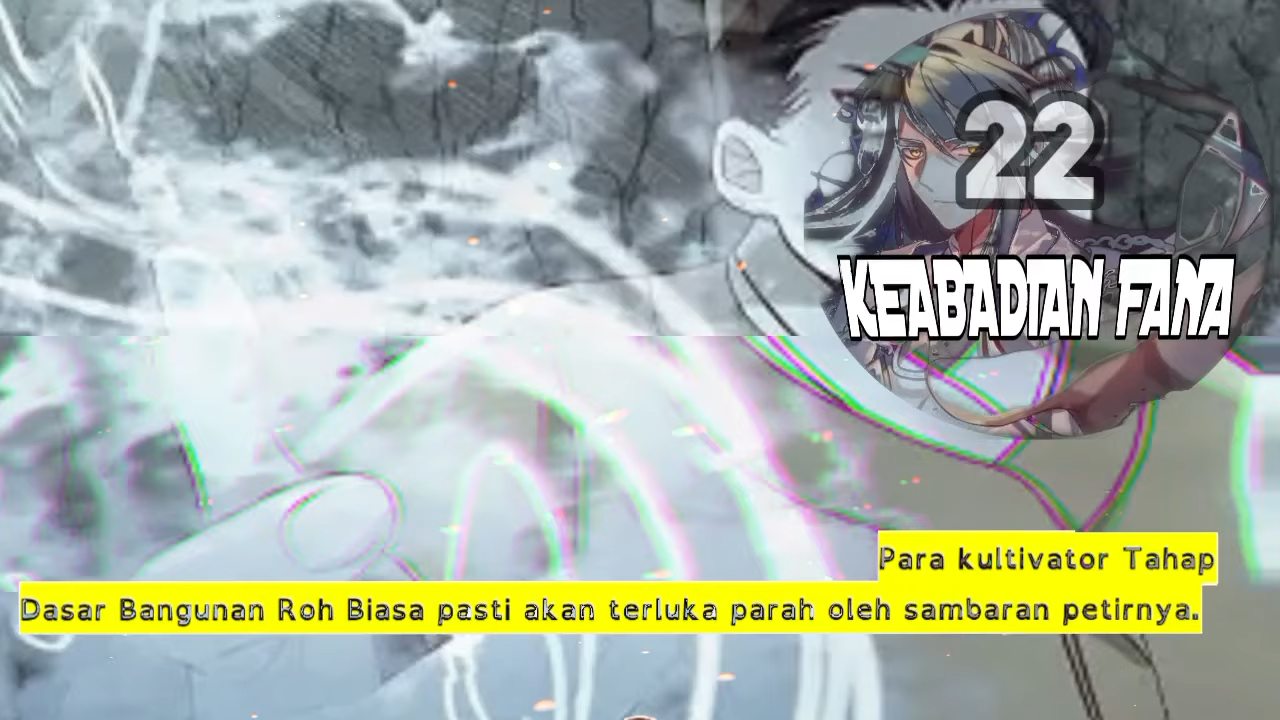 22
KEABADIAN FANA
Para kultivator Tahap
Dasar Bangunan Roh Biasa pasti akan terluka parah oleh sambaran petirnya.